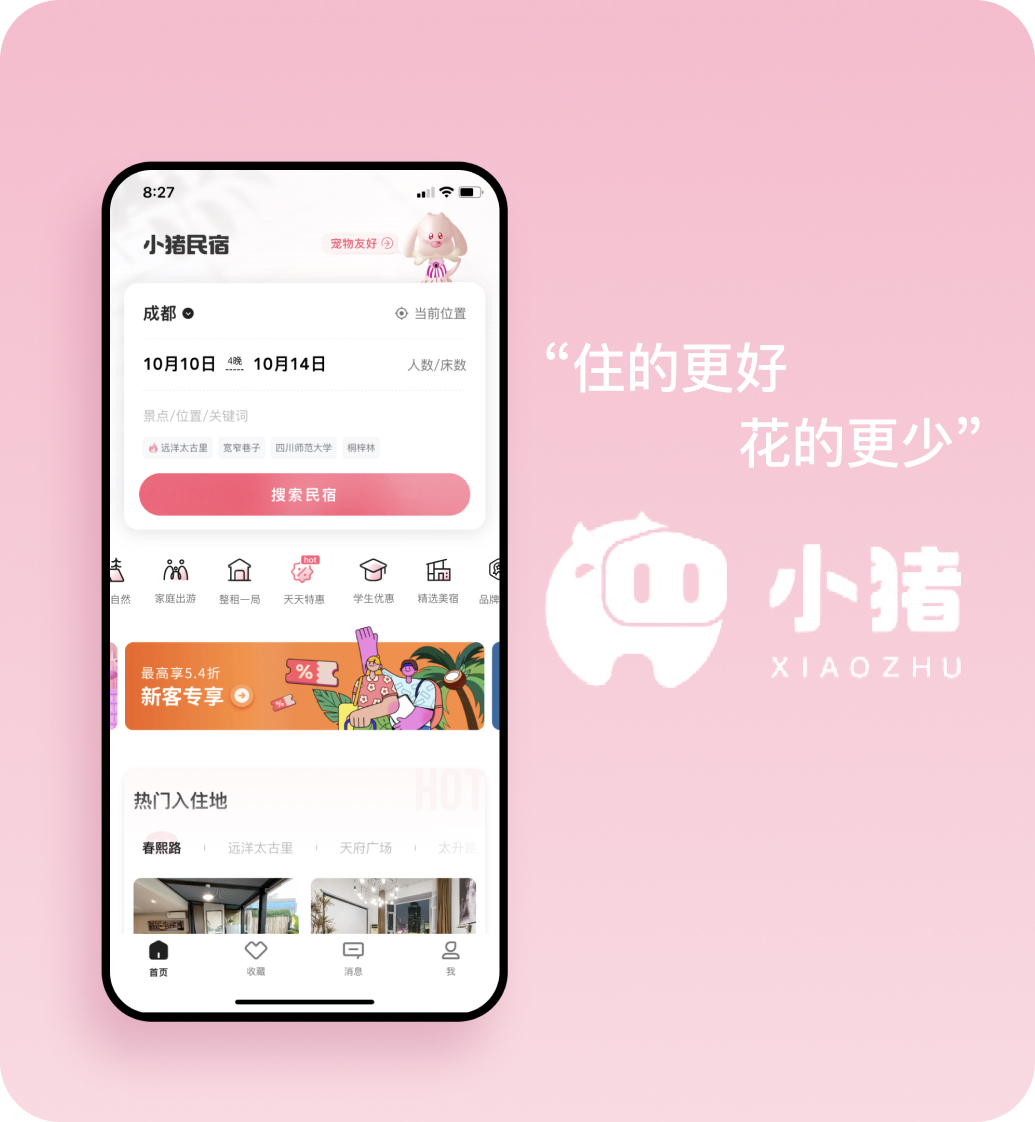 8:27
小猪民宿
宠物友好
成都
当前位置
10月10日 4晚 10月14日
人数/床数
景点/位置/关键词
远洋太古里 宽窄巷子 四川师范大学 桐梓林
搜索民宿
hot
自然 家庭出游 整租一局 天天特惠 学生优惠 精选美宿 品牌
最高享5.4折
新客专享
%
%
HOT
热门入住地
春熙路 远洋太古里 天府广场 太升路
首页 收藏 消息 我
“住的更好
花的更少”
小猪
XIAOZHU